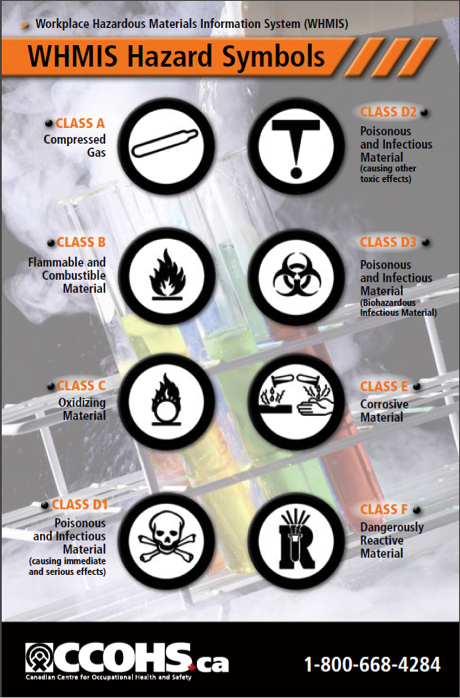 Workplace Hazardous Materials Information System (WHMIS)
WHMIS Hazard Symbols
CLASS A
Compressed
Gas
CLASS D2
Poisonous
and Infectious
Material
(causing other
toxic effects)
CLASS B
Flammable and
Combustible
Material
CLASS D3
Poisonous
and Infectious
Material
(Biohazardous
Infectious Material)
CLASS C
Oxidizing
Material
CLASS E
Corrosive
Material
CLASS D1
Poisonous
and Infectious
Material
(causing immediate
and serious effects)
R
CLASS F
Dangerously
Reactive
Material
CCOHS.ca
Canadian Centre for Occupational Health and Safety
1-800-668-4284